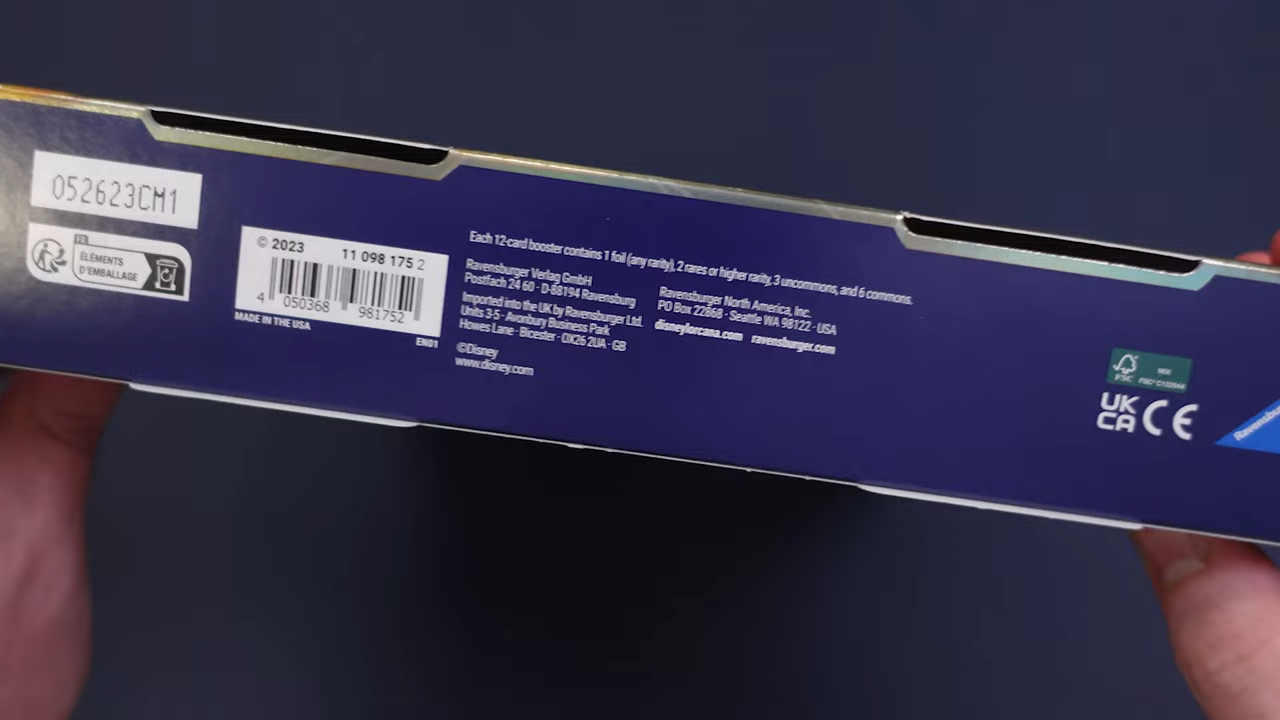 052623CM1
FR
ÉLÉMENTS
D'EMBALLAGE
© 2023 11 098 175 2
4 050368 981752
MADE IN THE USA
EN01
Each 12-card booster contains 1 foil (any rarity), 2 rares or higher rarity, 3 uncommons, and 6 commons.
Ravensburger Verlag GmbH
Postfach 24 60 · D-88194 Ravensburg
Imported into the UK by Ravensburger Ltd.
Units 3-5 · Avonbury Business Park
Howes Lane · Bicester · OX26 2UA · GB
©Disney
www.disney.com
Ravensburger North America, Inc.
PO Box 22868 · Seattle WA 98122 · USA
disneylorcana.com ravensburger.com
FSC
MIX
UK
CA CE